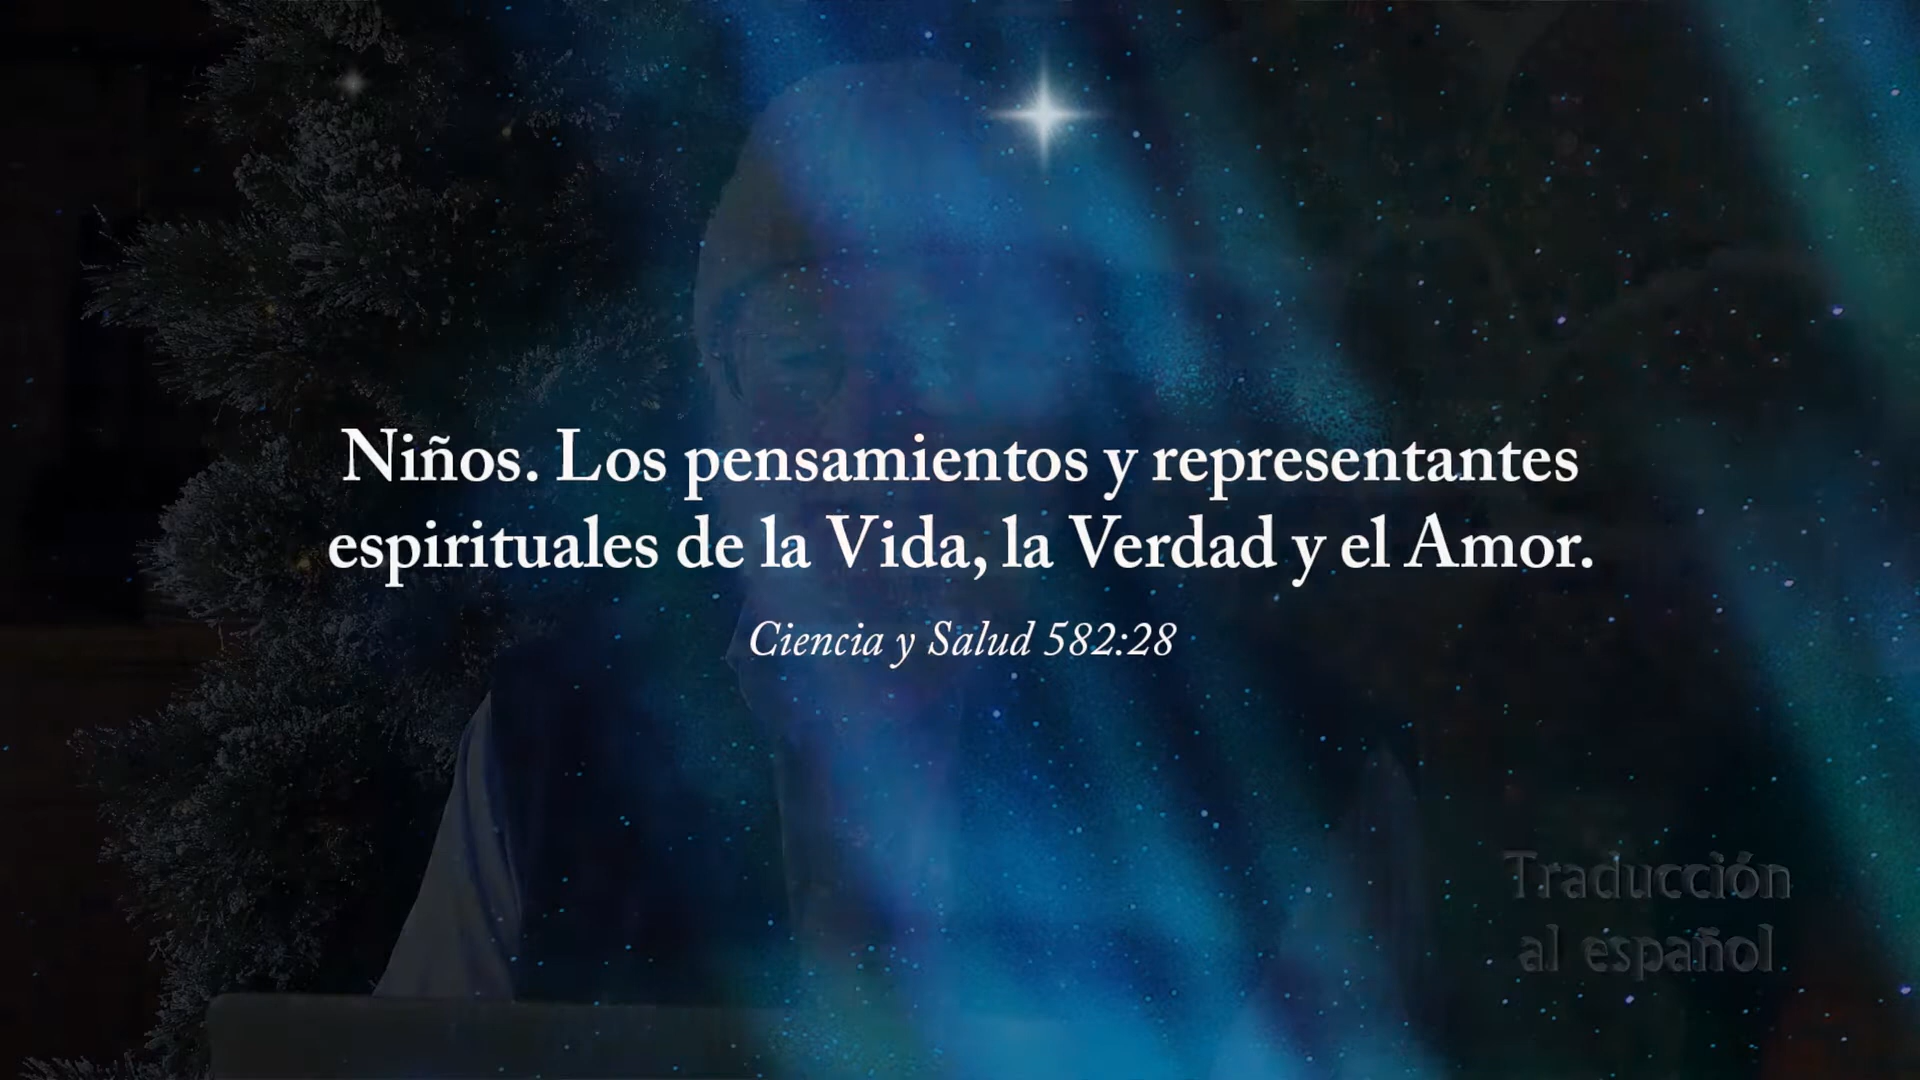 Niños. Los pensamientos y representantes
espirituales de la Vida, la Verdad y el Amor.
Ciencia y Salud 582:28
Traducción
al español